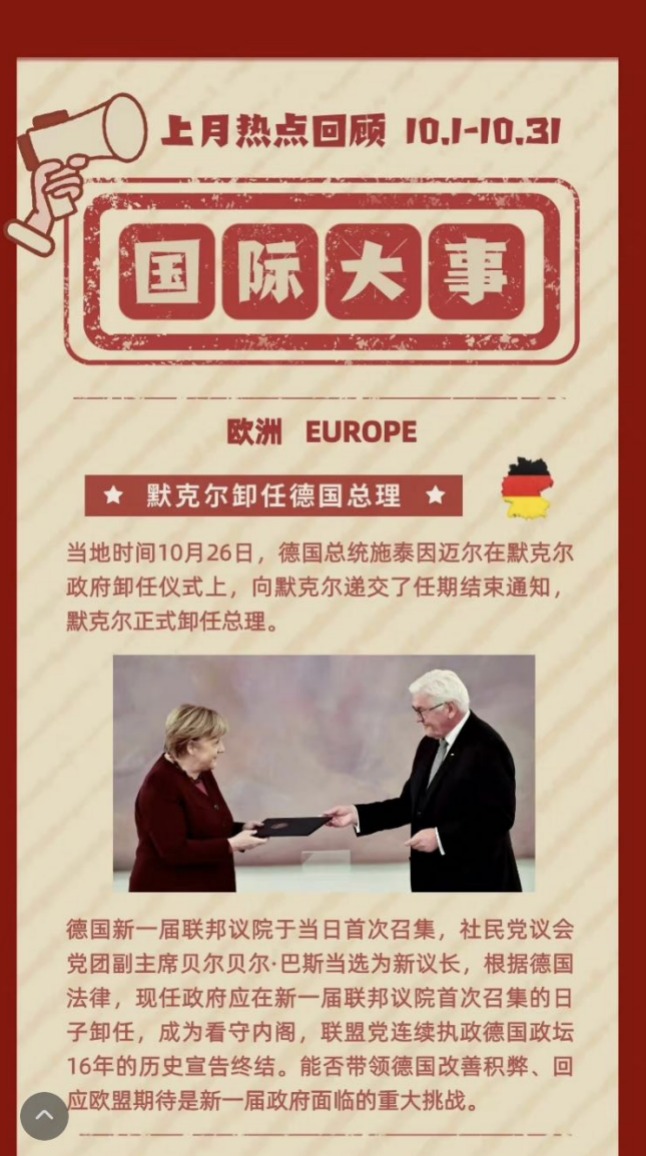 上月热点回顾 10.1-10.31
国际大事
欧洲 EUROPE
默克尔卸任德国总理
当地时间10月26日，德国总统施泰因迈尔在默克尔
政府卸任仪式上，向默克尔递交了任期结束通知，
默克尔正式卸任总理。
德国新一届联邦议院于当日首次召集，社民党议会
党团副主席贝尔贝尔·巴斯当选为新议长，根据德国
法律，现任政府应在新一届联邦议院首次召集的日
子卸任，成为看守内阁，联盟党连续执政德国政坛
16年的历史宣告终结。能否带领德国改善积弊、回
应欧盟期待是新一届政府面临的重大挑战。